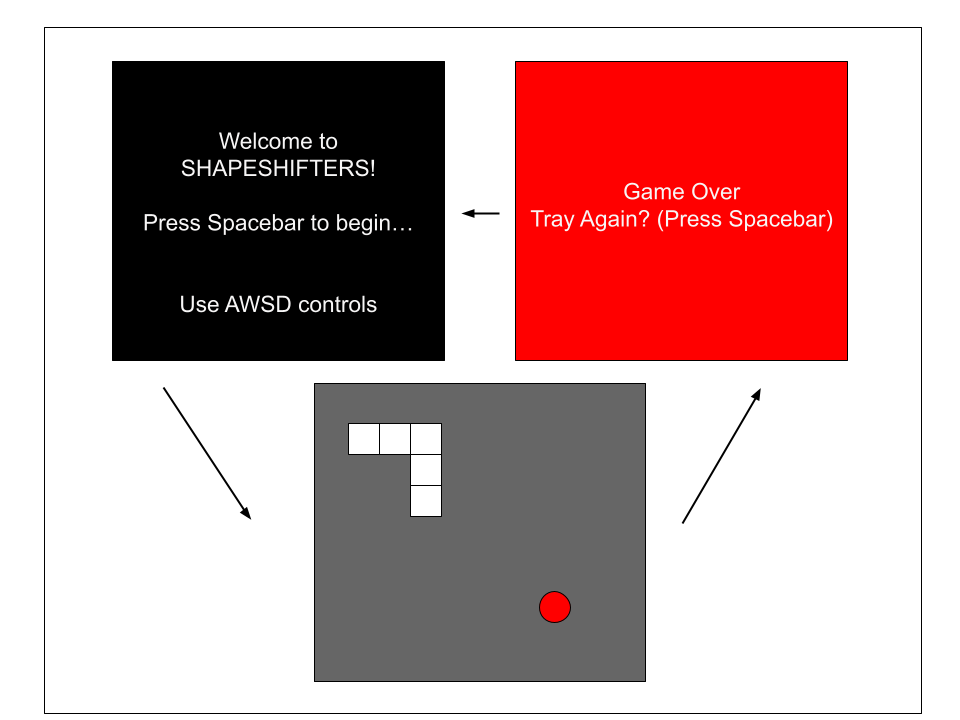 Welcome to
SHAPESHIFTERS!
Press Spacebar to begin…
Use AWSD controls
Game Over
Tray Again? (Press Spacebar)